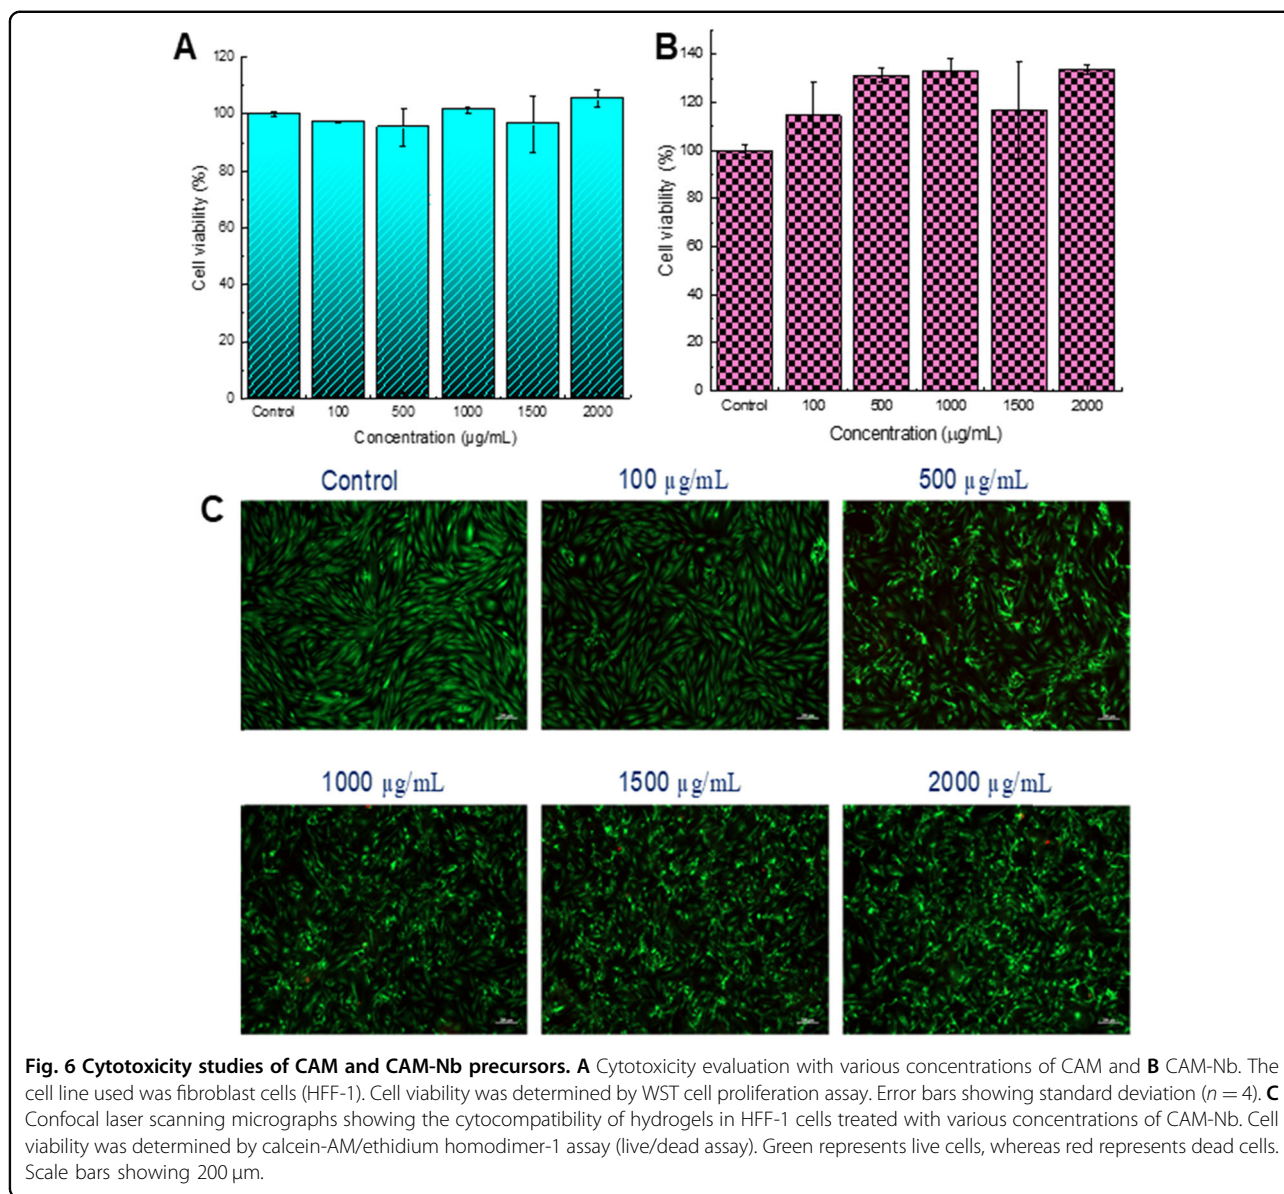 A
B
120
100
80
60
40
20
0
Cell viability (%)
Control 100 500 1000 1500 2000
Concentration (µg/mL)
140
120
100
80
60
40
20
0
Cell viability (%)
Control 100 500 1000 1500 2000
Concentration (µg/mL)
C
Control 100 µg/mL 500 µg/mL
1000 µg/mL 1500 µg/mL 2000 µg/mL
Fig. 6 Cytotoxicity studies of CAM and CAM-Nb precursors. A Cytotoxicity evaluation with various concentrations of CAM and B CAM-Nb. The
cell line used was fibroblast cells (HFF-1). Cell viability was determined by WST cell proliferation assay. Error bars showing standard deviation (n = 4). C
Confocal laser scanning micrographs showing the cytocompatibility of hydrogels in HFF-1 cells treated with various concentrations of CAM-Nb. Cell
viability was determined by calcein-AM/ethidium homodimer-1 assay (live/dead assay). Green represents live cells, whereas red represents dead cells.
Scale bars showing 200 µm.